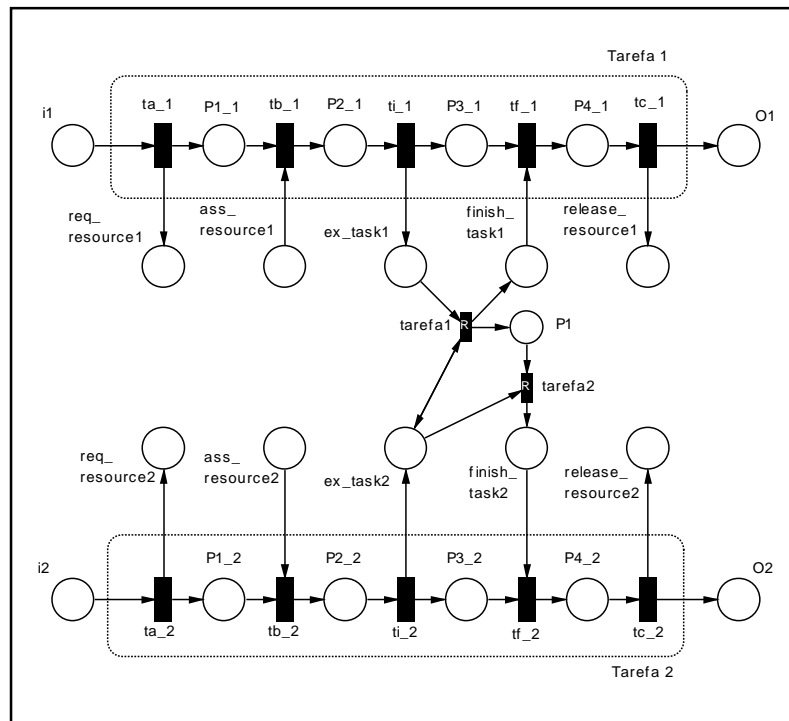 Tarefa 1
i1
ta_1
P1_1
tb_1
P2_1
ti_1
P3_1
tf_1
P4_1
tc_1
O1
req_
resource1
ass_
resource1
ex_task1
finish_
task1
release_
resource1
tarefa1
R
P1
R
tarefa2
req_
resource2
ass_
resource2
ex_task2
finish_
task2
release_
resource2
i2
P1_2
P2_2
P3_2
P4_2
O2
ta_2
tb_2
ti_2
tf_2
tc_2
Tarefa 2